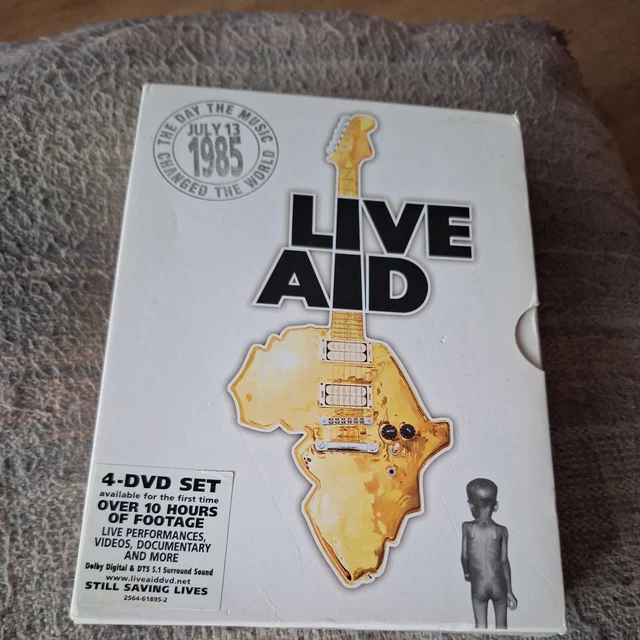 THE DAY THE MUSIC
JULY 13
1985
CHANGED THE WORLD
LIVE
AID
4-DVD SET
available for the first time
OVER 10 HOURS
OF FOOTAGE
LIVE PERFORMANCES,
VIDEOS, DOCUMENTARY
AND MORE
Dolby Digital & DTS 5.1 Surround Sound
www.liveaiddvd.net
STILL SAVING LIVES
2564-61895-2